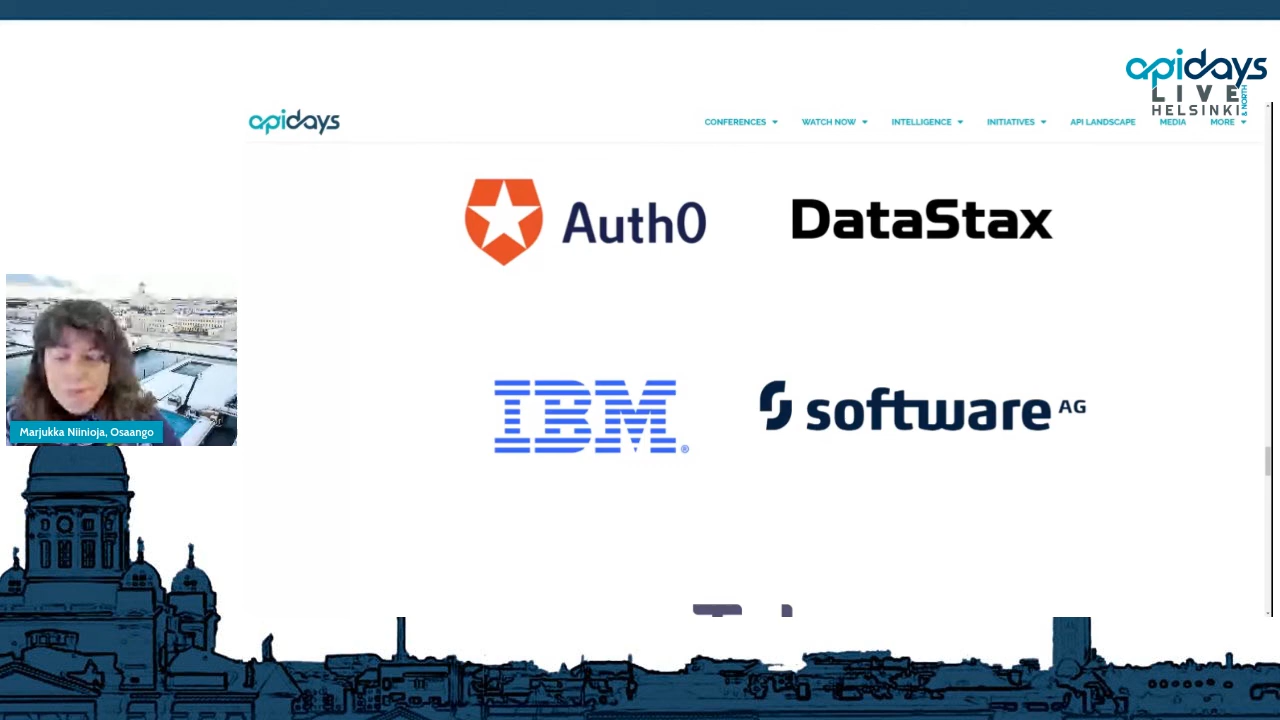 apidays
LIVE
HELSINKI
& NORTH
apidays
CONFERENCES WATCH NOW INTELLIGENCE INITIATIVES API LANDSCAPE MEDIA MORE
Auth0
DataStax
IBM®
software AG
Marjukka Niinioja, Osaango